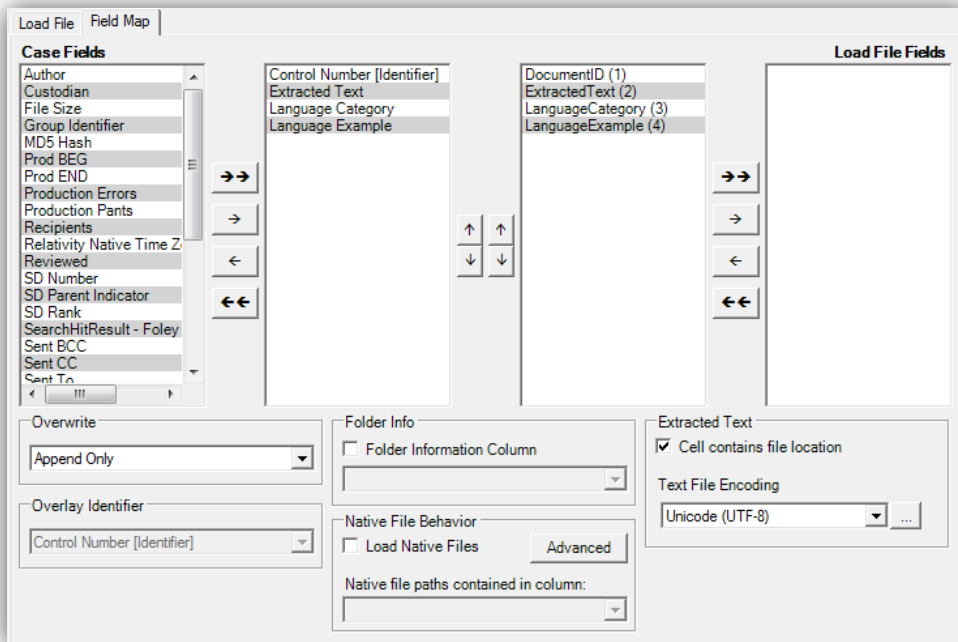 Load File
Field Map
Case Fields
Load File Fields
Author
Custodian
File Size
Group Identifier
MD5 Hash
Prod BEG
Prod END
Production Errors
Production Pants
Recipients
Relativity Native Time Z
Reviewed
SD Number
SD Parent Indicator
SD Rank
SearchHitResult - Foley
Sent BCC
Sent CC
Sent To
Control Number [Identifier]
Extracted Text
Language Category
Language Example
DocumentID (1)
ExtractedText (2)
LanguageCategory (3)
LanguageExample (4)
Overwrite
Append Only
Overlay Identifier
Control Number [Identifier]
Folder Info
Folder Information Column
Native File Behavior
Load Native Files
Advanced
Native file paths contained in column:
Extracted Text
Cell contains file location
Text File Encoding
Unicode (UTF-8)
...